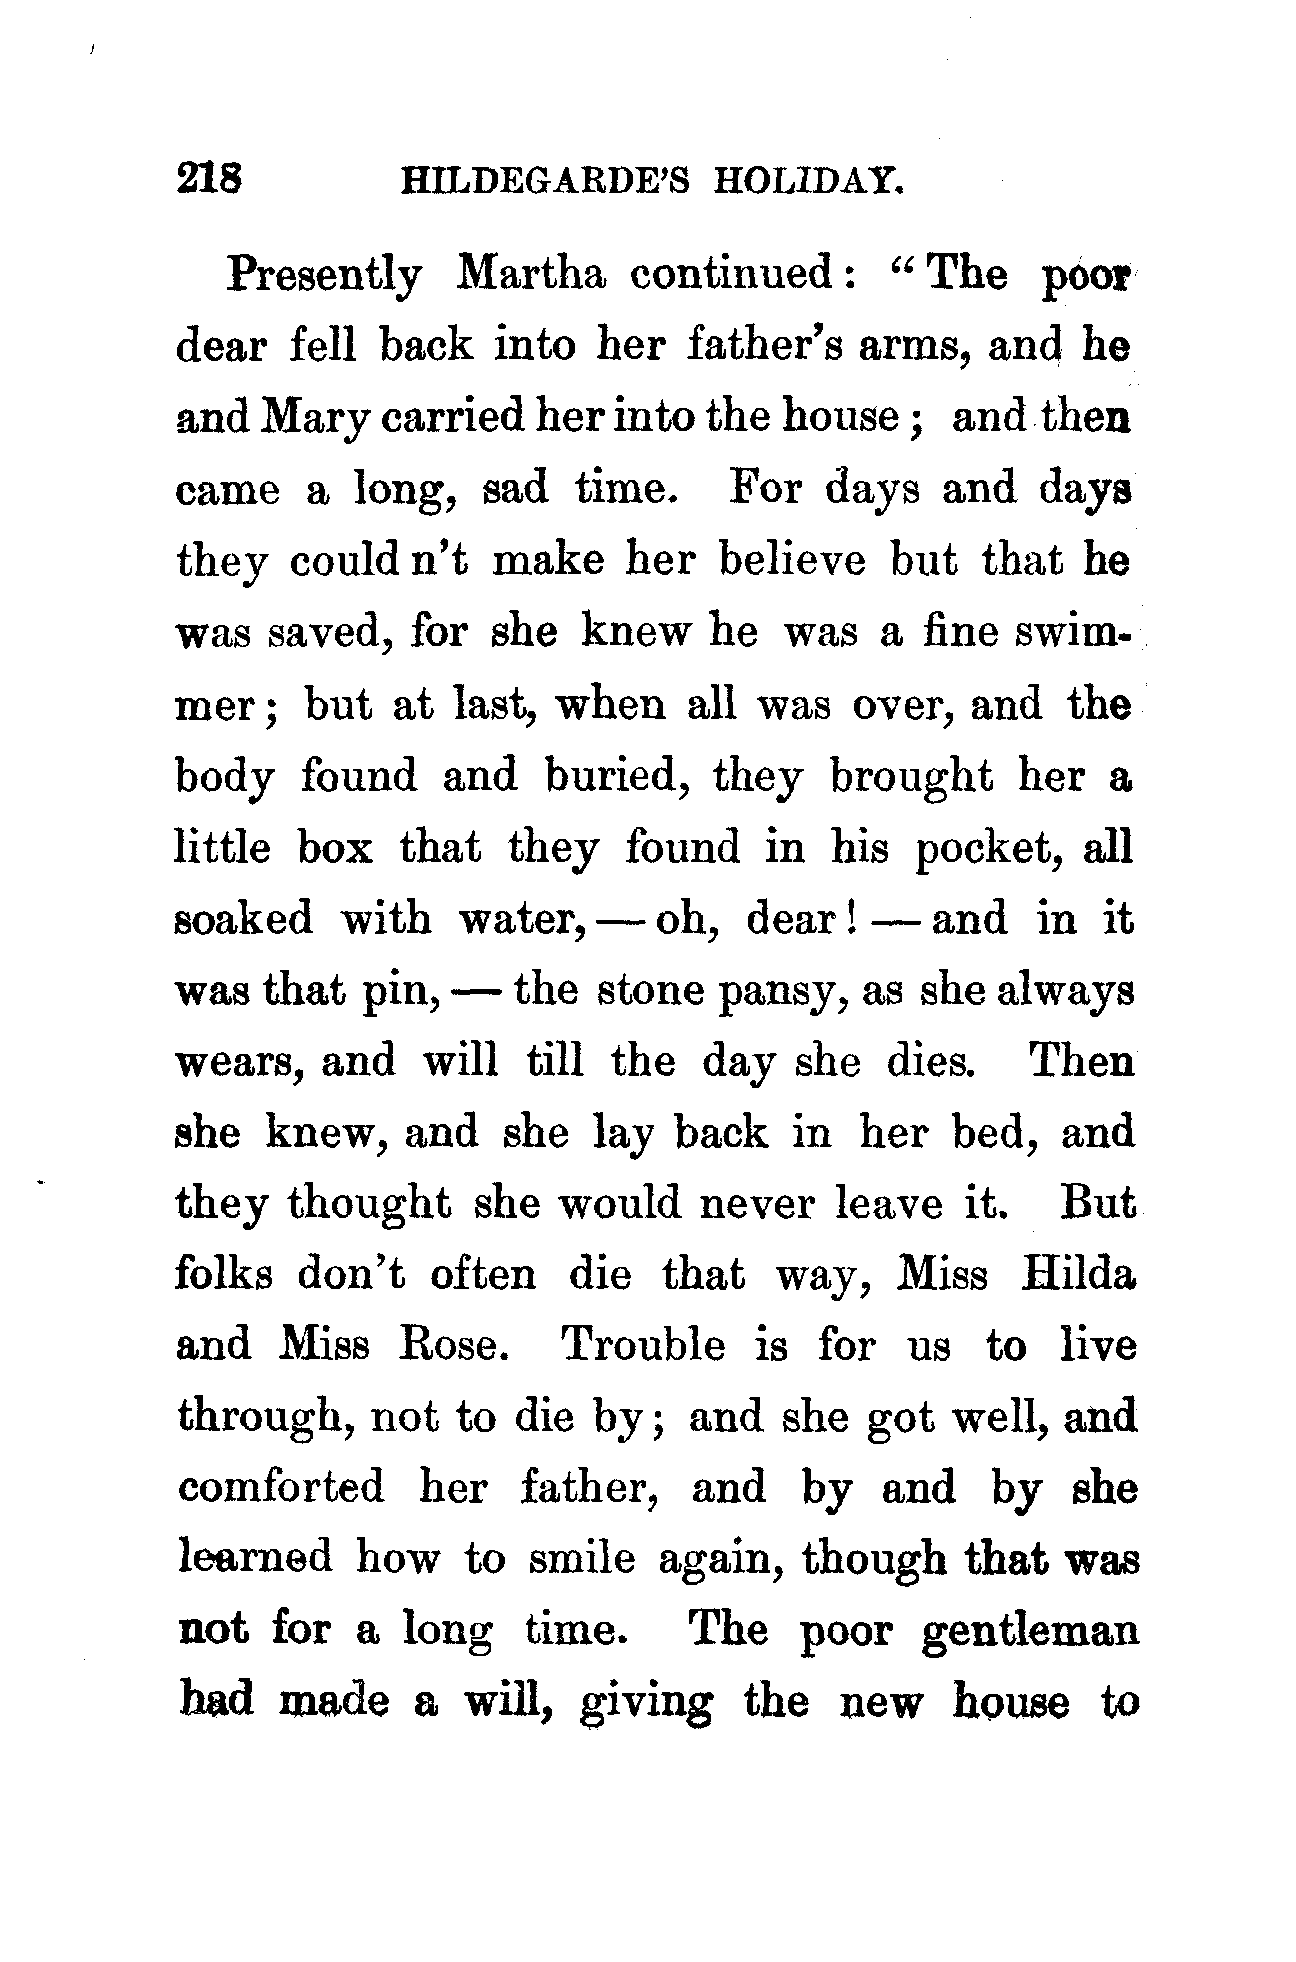 218 HILDEGARDE'S HOLIDAY.
Presently Martha continued: "The poor
dear fell back into her father's arms, and he
and Mary carried her into the house; and then
came a long, sad time. For days and days
they could n't make her believe but that he
was saved, for she knew he was a fine swim-
mer; but at last, when all was over, and the
body found and buried, they brought her a
little box that they found in his pocket, all
soaked with water, — oh, dear! — and in it
was that pin, — the stone pansy, as she always
wears, and will till the day she dies. Then
she knew, and she lay back in her bed, and
they thought she would never leave it. But
folks don't often die that way, Miss Hilda
and Miss Rose. Trouble is for us to live
through, not to die by; and she got well, and
comforted her father, and by and by she
learned how to smile again, though that was
not for a long time. The poor gentleman
had made a will, giving the new house to